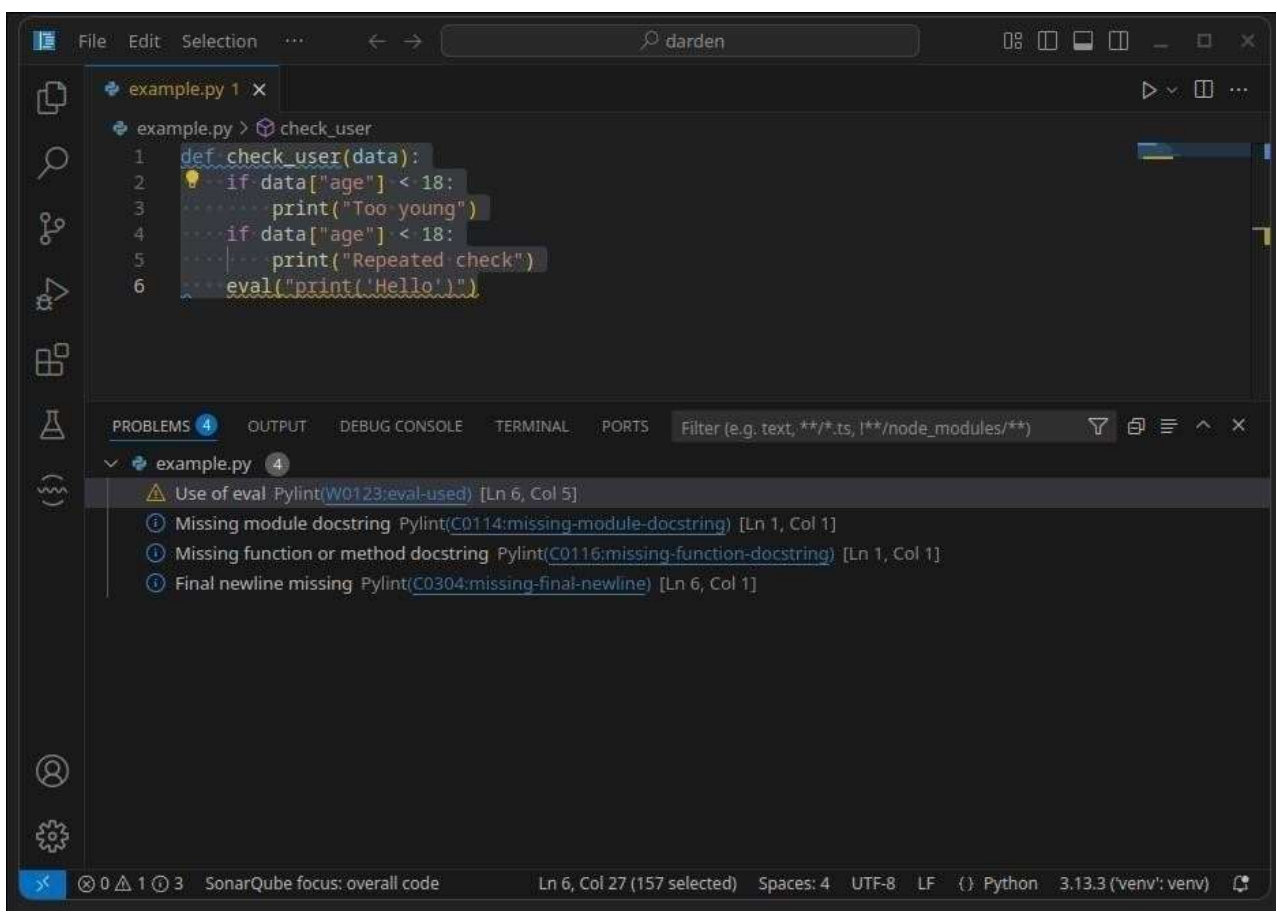 File Edit Selection ··· darden
example.py 1
example.py > check_user
1 def check_user(data):
2     if data["age"] < 18:
3         print("Too young")
4     if data["age"] < 18:
5         print("Repeated check")
6     eval("print('Hello')")
PROBLEMS 4 OUTPUT DEBUG CONSOLE TERMINAL PORTS Filter (e.g. text, **/*.ts, !**/node_modules/**)
example.py 4
Use of eval Pylint(W0123:eval-used) [Ln 6, Col 5]
Missing module docstring Pylint(C0114:missing-module-docstring) [Ln 1, Col 1]
Missing function or method docstring Pylint(C0116:missing-function-docstring) [Ln 1, Col 1]
Final newline missing Pylint(C0304:missing-final-newline) [Ln 6, Col 1]
0 1 3 SonarQube focus: overall code Ln 6, Col 27 (157 selected) Spaces: 4 UTF-8 LF {} Python 3.13.3 ('venv': venv)